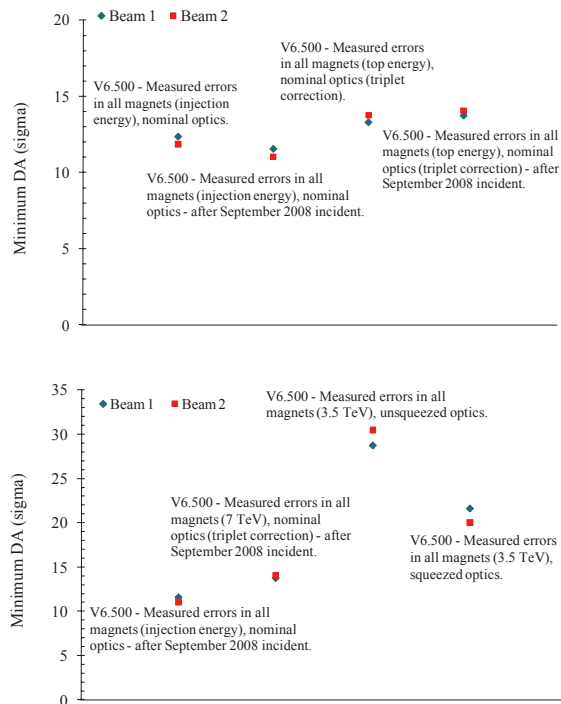 Beam 1 Beam 2
20
15
10
5
0
Minimum DA (sigma)
V6.500 - Measured errors
in all magnets (injection
energy), nominal optics.
V6.500 - Measured errors in all
magnets (injection energy), nominal
optics - after September 2008 incident.
V6.500 - Measured errors
in all magnets (top energy),
nominal optics (triplet
correction).
V6.500 - Measured errors in all
magnets (top energy), nominal
optics (triplet correction) - after
September 2008 incident.
Beam 1 Beam 2
35
30
25
20
15
10
5
0
Minimum DA (sigma)
V6.500 - Measured errors in all
magnets (injection energy), nominal
optics - after September 2008 incident.
V6.500 - Measured errors in all
magnets (7 TeV), nominal
optics (triplet correction) - after
September 2008 incident.
V6.500 - Measured errors in all
magnets (3.5 TeV), unsqueezed optics.
V6.500 - Measured errors
in all magnets (3.5 TeV),
squeezed optics.